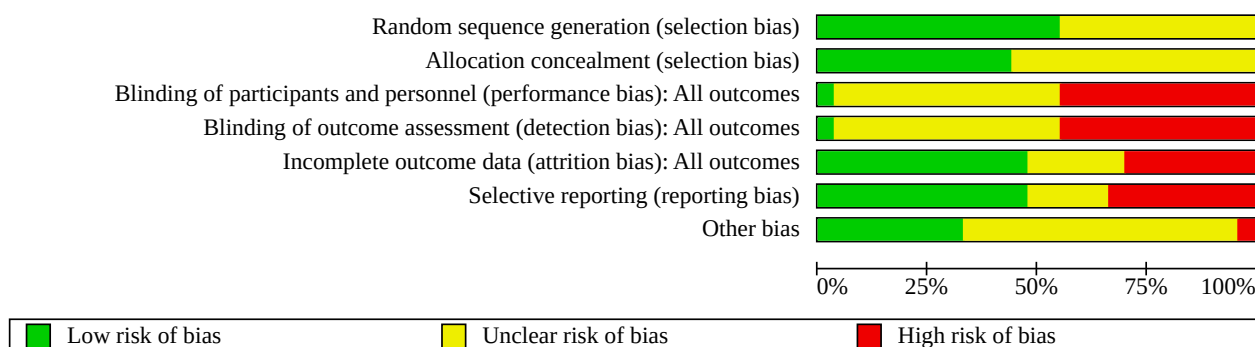 Random sequence generation (selection bias)
Allocation concealment (selection bias)
Blinding of participants and personnel (performance bias): All outcomes
Blinding of outcome assessment (detection bias): All outcomes
Incomplete outcome data (attrition bias): All outcomes
Selective reporting (reporting bias)
Other bias
0% 25% 50% 75% 100%
Low risk of bias Unclear risk of bias High risk of bias